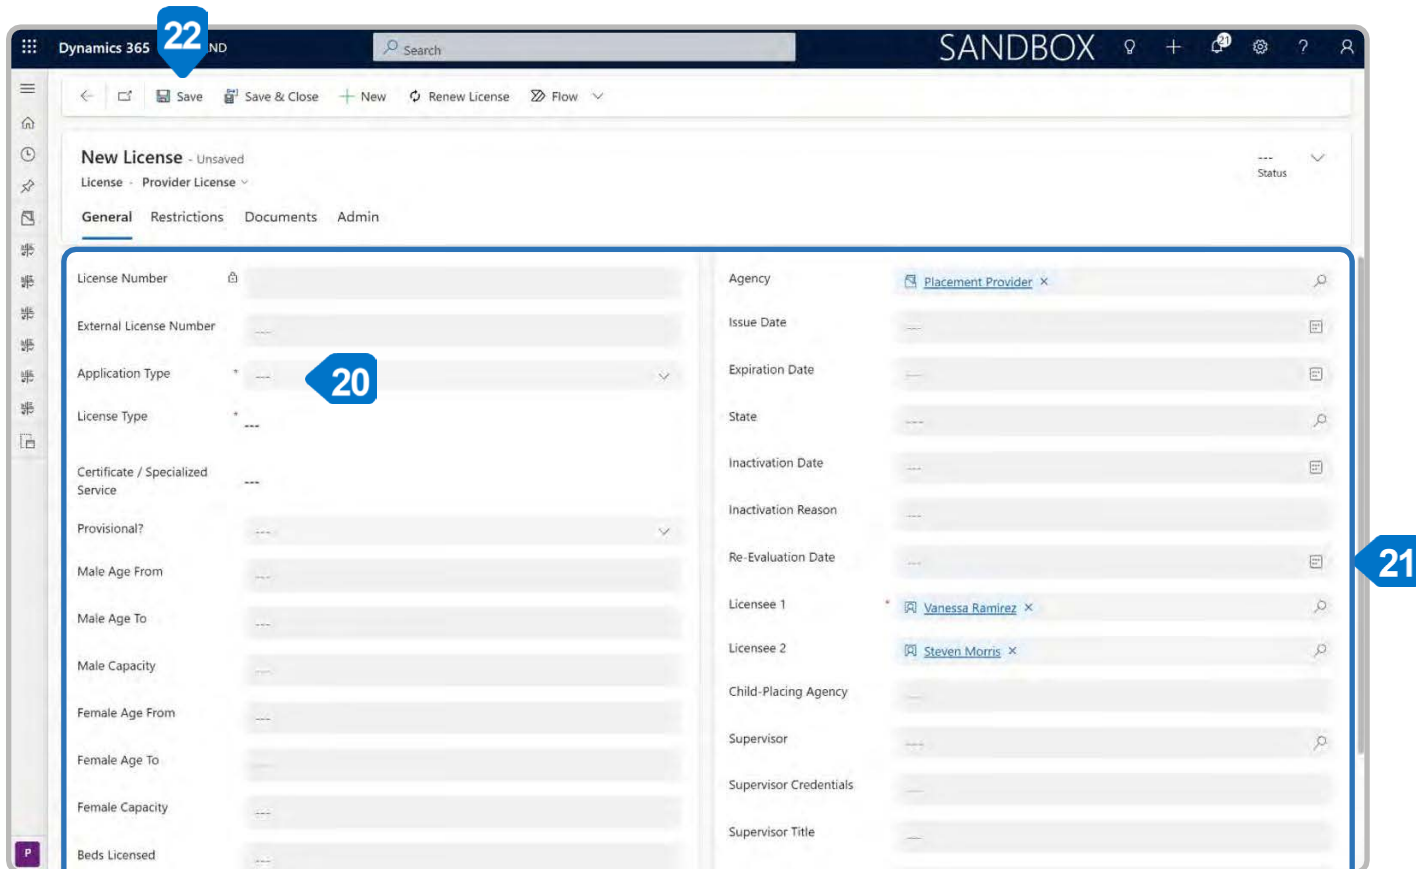 Dynamics 365
22
ND
Search
SANDBOX
21
Save
Save & Close
New
Renew License
Flow
New License - Unsaved
---
Status
License · Provider License
General
Restrictions
Documents
Admin
License Number
External License Number
---
Application Type
*
---
20
License Type
*
---
Certificate / Specialized
Service
---
Provisional?
---
Male Age From
---
Male Age To
---
Male Capacity
---
Female Age From
---
Female Age To
---
Female Capacity
---
Beds Licensed
---
Agency
Placement Provider ×
Issue Date
---
Expiration Date
---
State
---
Inactivation Date
---
Inactivation Reason
---
Re-Evaluation Date
---
21
Licensee 1
*
Vanessa Ramirez ×
Licensee 2
Steven Morris ×
Child-Placing Agency
---
Supervisor
---
Supervisor Credentials
---
Supervisor Title
---
P